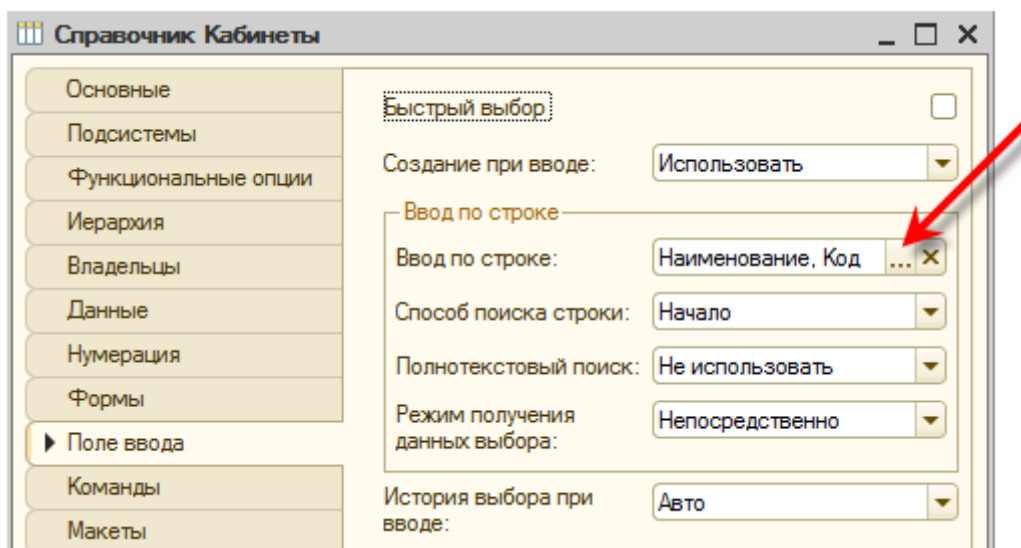 Справочник Кабинеты
Основные
Подсистемы
Функциональные опции
Иерархия
Владельцы
Данные
Нумерация
Формы
Поле ввода
Команды
Макеты
Быстрый выбор
Создание при вводе: Использовать
Ввод по строке
Ввод по строке: Наименование, Код ...
Способ поиска строки: Начало
Полнотекстовый поиск: Не использовать
Режим получения
данных выбора: Непосредственно
История выбора при
вводе: Авто